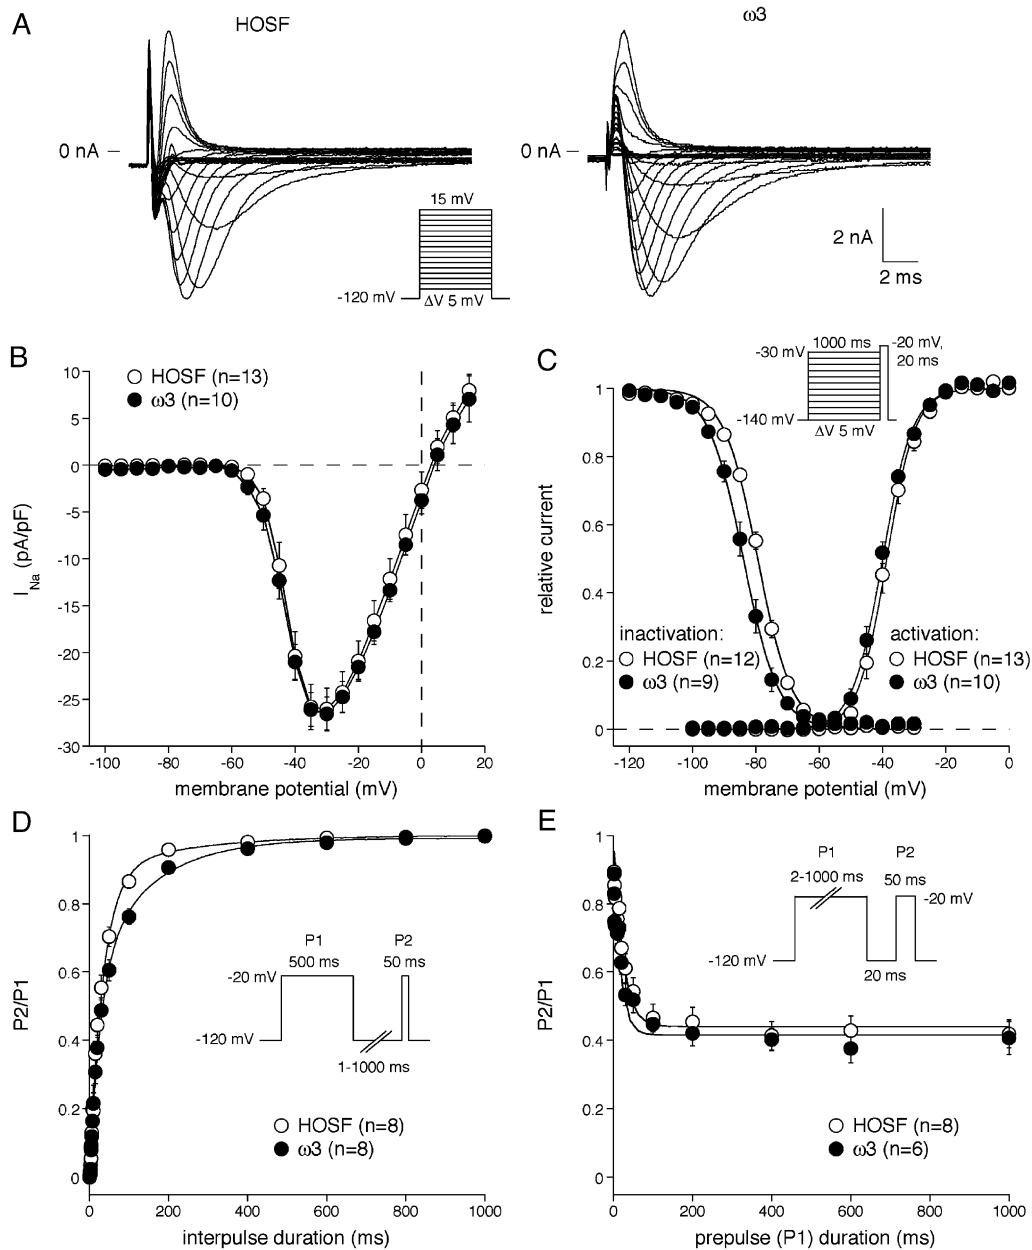 A
HOSF
ω3
0 nA
0 nA
15 mV
-120 mV
ΔV 5 mV
2 nA
2 ms
B
HOSF (n=13)
ω3 (n=10)
10
5
0
-5
-10
-15
-20
-25
-30
I Na (pA/pF)
-100
-80
-60
-40
-20
0
20
membrane potential (mV)
C
1000 ms
-30 mV
-20 mV,
20 ms
-140 mV
ΔV 5 mV
1
0.8
0.6
0.4
0.2
0
relative current
inactivation:
HOSF (n=12)
ω3 (n=9)
activation:
HOSF (n=13)
ω3 (n=10)
-120
-100
-80
-60
-40
-20
0
membrane potential (mV)
D
1
0.8
0.6
0.4
0.2
0
P2/P1
P1
500 ms
P2
50 ms
-20 mV
-120 mV
1-1000 ms
HOSF (n=8)
ω3 (n=8)
0
200
400
600
800
1000
interpulse duration (ms)
E
1
0.8
0.6
0.4
0.2
0
P2/P1
P1
2-1000 ms
P2
50 ms
-20 mV
-120 mV
20 ms
HOSF (n=8)
ω3 (n=6)
0
200
400
600
800
1000
prepulse (P1) duration (ms)